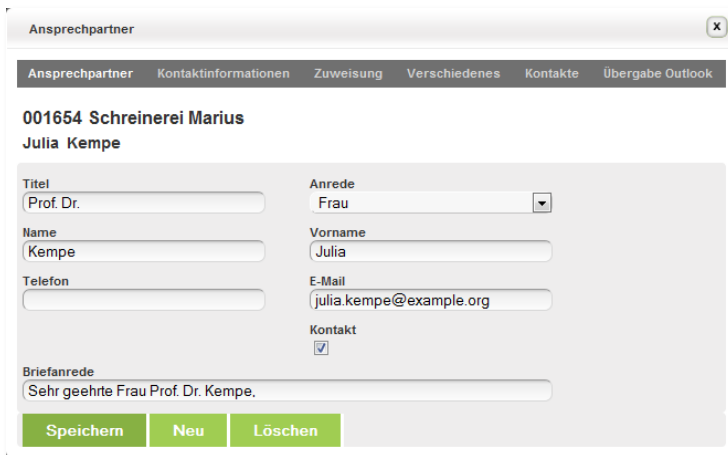 Ansprechpartner x
Ansprechpartner Kontaktinformationen Zuweisung Verschiedenes Kontakte Übergabe Outlook
001654 Schreinerei Marius
Julia Kempe
Titel Anrede
Prof. Dr. Frau
Name Vorname
Kempe Julia
Telefon E-Mail
julia.kempe@example.org
Kontakt
Briefanrede
Sehr geehrte Frau Prof. Dr. Kempe,
Speichern Neu Löschen